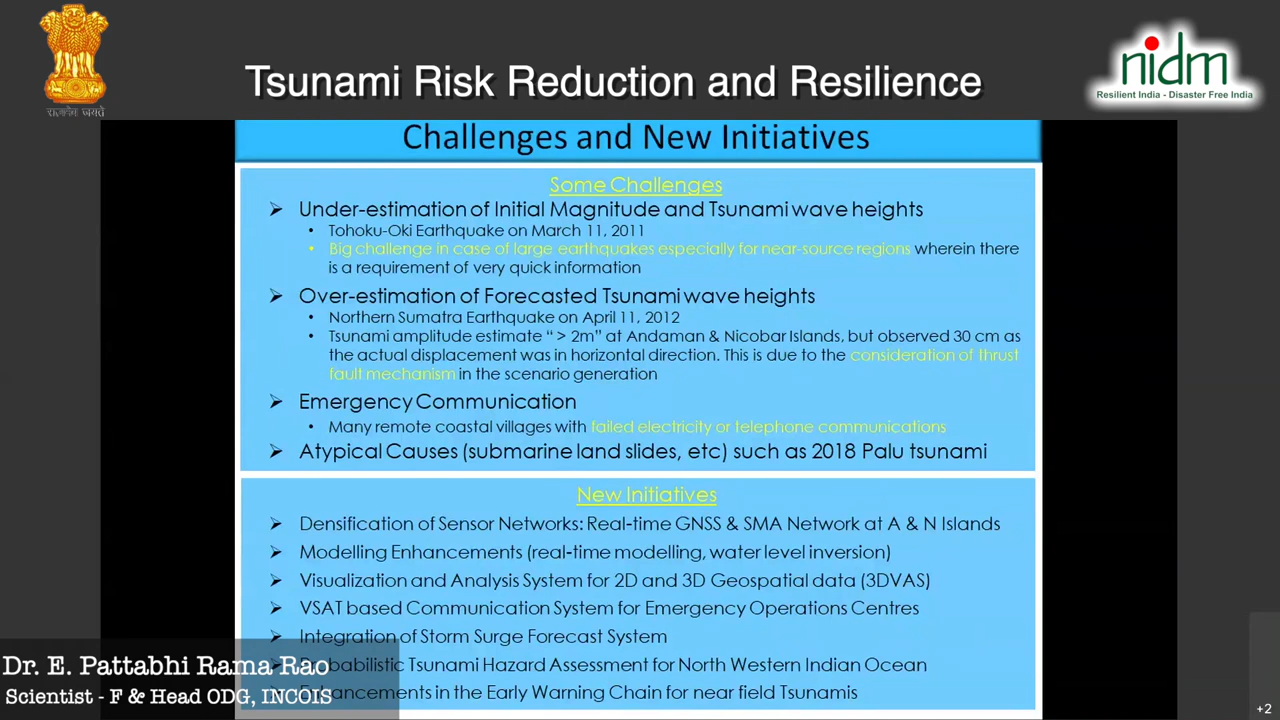 सत्यमेव जयते
Tsunami Risk Reduction and Resilience
nidm
Resilient India - Disaster Free India
Challenges and New Initiatives
Some Challenges
➢ Under-estimation of Initial Magnitude and Tsunami wave heights
• Tohoku-Oki Earthquake on March 11, 2011
• Big challenge in case of large earthquakes especially for near-source regions wherein there
is a requirement of very quick information
➢ Over-estimation of Forecasted Tsunami wave heights
• Northern Sumatra Earthquake on April 11, 2012
• Tsunami amplitude estimate “ > 2m” at Andaman & Nicobar Islands, but observed 30 cm as
the actual displacement was in horizontal direction. This is due to the consideration of thrust
fault mechanism in the scenario generation
➢ Emergency Communication
• Many remote coastal villages with failed electricity or telephone communications
➢ Atypical Causes (submarine land slides, etc) such as 2018 Palu tsunami
New Initiatives
➢ Densification of Sensor Networks: Real-time GNSS & SMA Network at A & N Islands
➢ Modelling Enhancements (real-time modelling, water level inversion)
➢ Visualization and Analysis System for 2D and 3D Geospatial data (3DVAS)
➢ VSAT based Communication System for Emergency Operations Centres
➢ Integration of Storm Surge Forecast System
➢ Probabilistic Tsunami Hazard Assessment for North Western Indian Ocean
➢ Enhancements in the Early Warning Chain for near field Tsunamis
Dr. E. Pattabhi Rama Rao
Scientist - F & Head ODG, INCOIS
+2